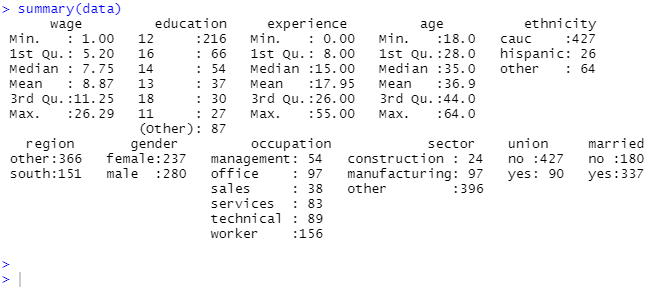 > summary(data)
      wage         education     experience         age          ethnicity
 Min.   : 1.00   12     :216   Min.   : 0.00   Min.   :18.0   cauc    :427
 1st Qu.: 5.20   16     : 66   1st Qu.: 8.00   1st Qu.:28.0   hispanic: 26
 Median : 7.75   14     : 54   Median :15.00   Median :35.0   other   : 64
 Mean   : 8.87   13     : 37   Mean   :17.95   Mean   :36.9
 3rd Qu.:11.25   18     : 30   3rd Qu.:26.00   3rd Qu.:44.0
 Max.   :26.29   11     : 27   Max.   :55.00   Max.   :64.0
                 (Other): 87
   region       gender         occupation            sector      union     married
 other:366   female:237   management: 54   construction : 24   no :427   no :180
 south:151   male  :280   office    : 97   manufacturing: 97   yes: 90   yes:337
                          sales     : 38   other        :396
                          services  : 83
                          technical : 89
                          worker    :156
>
>